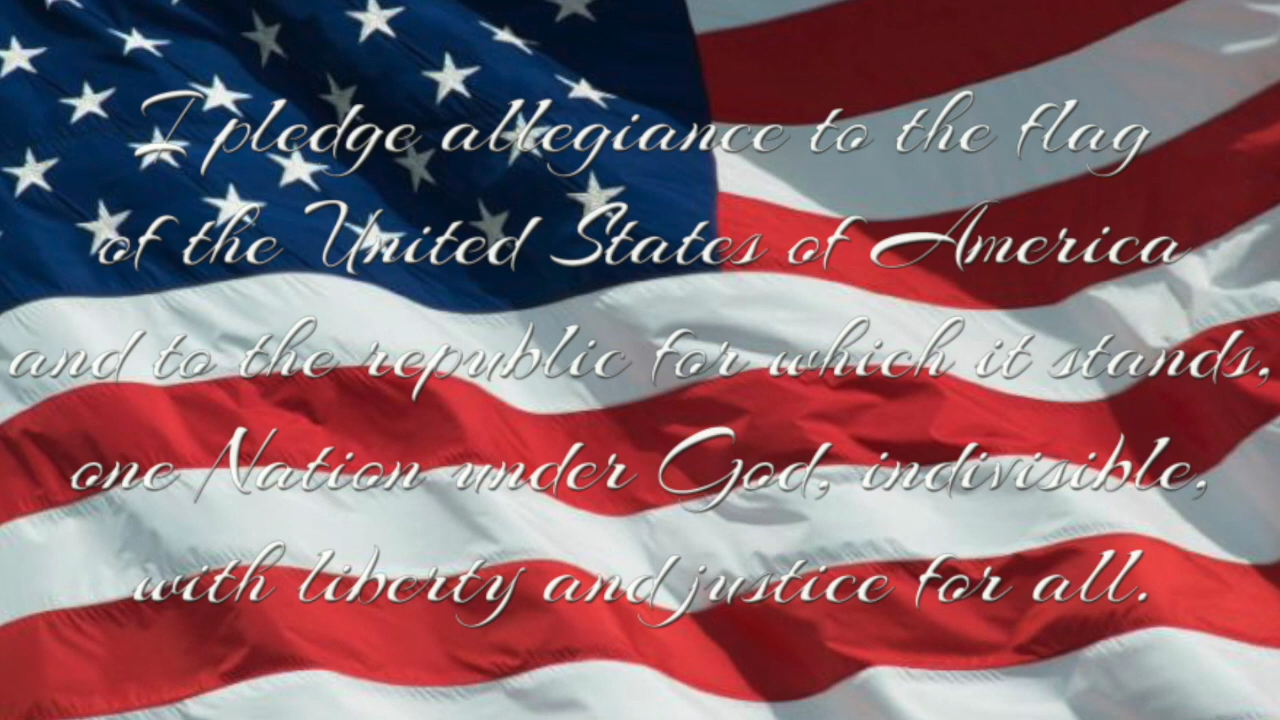 I pledge allegiance to the flag
of the United States of America
and to the republic for which it stands,
one Nation under God, indivisible,
with liberty and justice for all.